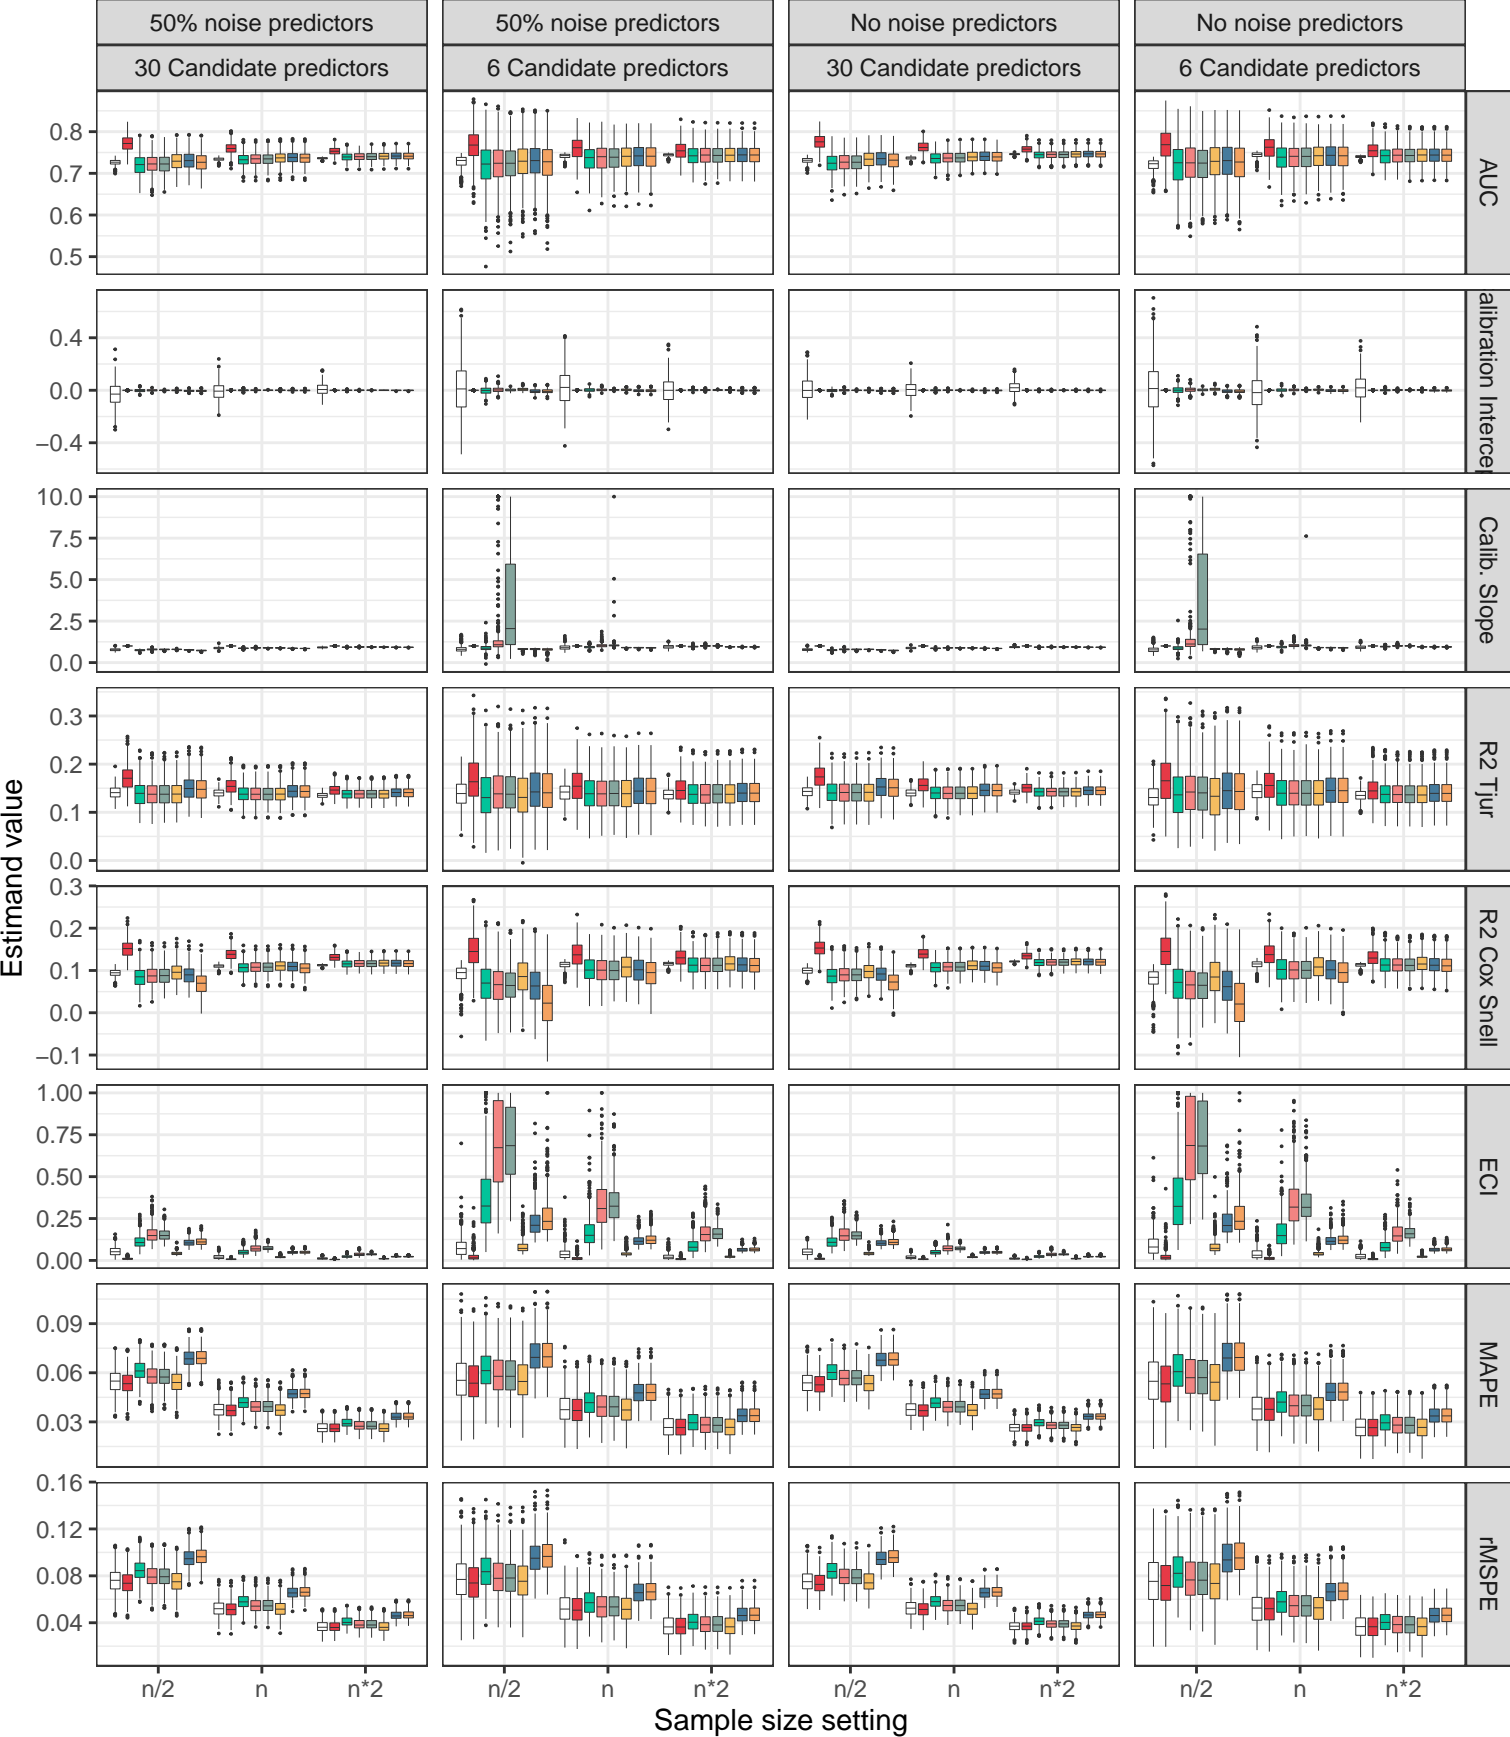 50% noise predictors
50% noise predictors
No noise predictors
No noise predictors
30 Candidate predictors
6 Candidate predictors
30 Candidate predictors
6 Candidate predictors
0.8
0.7
0.6
0.5
AUC
0.4
0.0
−0.4
alibration Intercep
10.0
7.5
5.0
2.5
0.0
Calib. Slope
0.3
0.2
0.1
0.0
R2 Tjur
0.3
0.2
0.1
0.0
−0.1
R2 Cox Snell
1.00
0.75
0.50
0.25
0.00
ECI
0.09
0.06
0.03
MAPE
0.16
0.12
0.08
0.04
rMSPE
Estimand value
n/2
n
n*2
n/2
n
n*2
n/2
n
n*2
n/2
n
n*2
Sample size setting